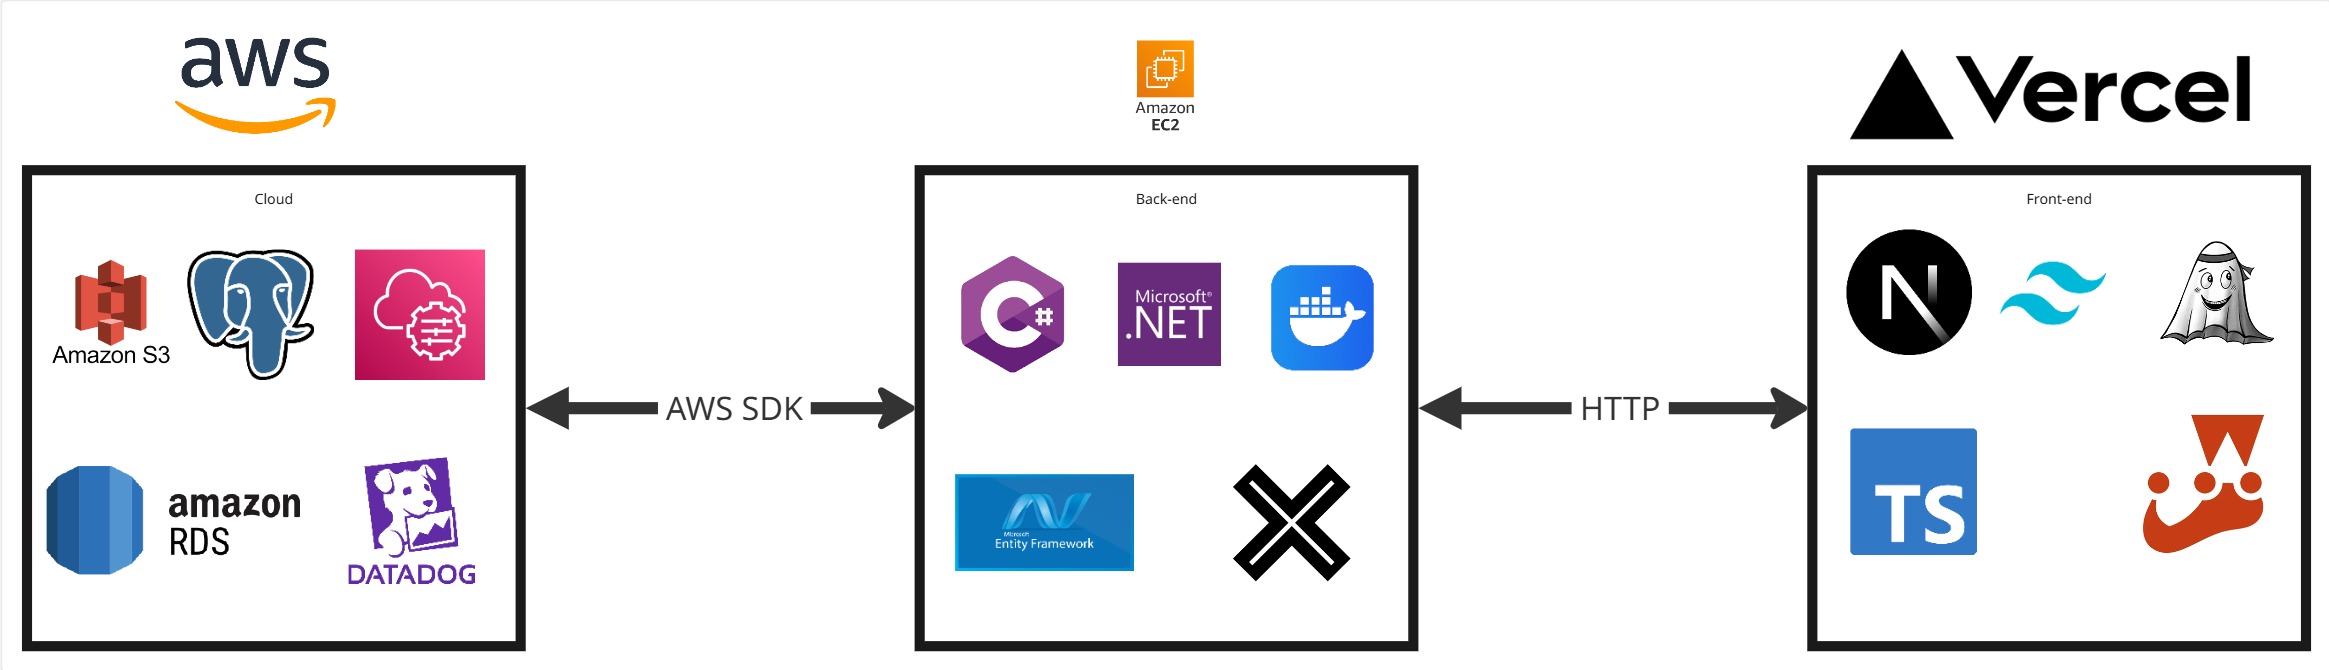 aws
Amazon
EC2
Vercel
Cloud
Back-end
Front-end
Amazon S3
C#
Microsoft®
.NET
N
AWS SDK
HTTP
amazon
RDS
DATADOG
Microsoft
Entity Framework
TS